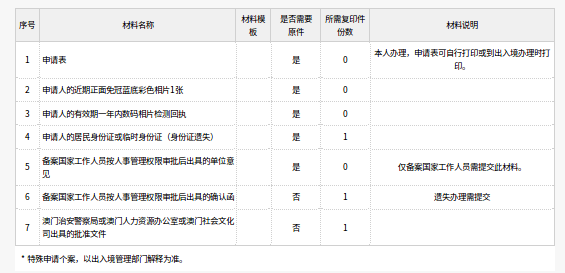 序号 材料名称 材料模板 是否需要原件 所需复印件份数 材料说明
1 申请表 是 0 本人办理，申请表可自行打印或到出入境办理时打印。
2 申请人的近期正面免冠蓝底彩色相片1张 是 0
3 申请人的有效期一年内数码相片检测回执 是 0
4 申请人的居民身份证或临时身份证（身份证遗失） 是 1
5 备案国家工作人员按人事管理权限审批后出具的单位意见 是 0 仅备案国家工作人员需提交此材料。
6 备案国家工作人员按人事管理权限审批后出具的确认函 否 1 遗失办理需提交
7 澳门治安警察局或澳门人力资源办公室或澳门社会文化司出具的批准文件 否 1
* 特殊申请个案，以出入境管理部门解释为准。